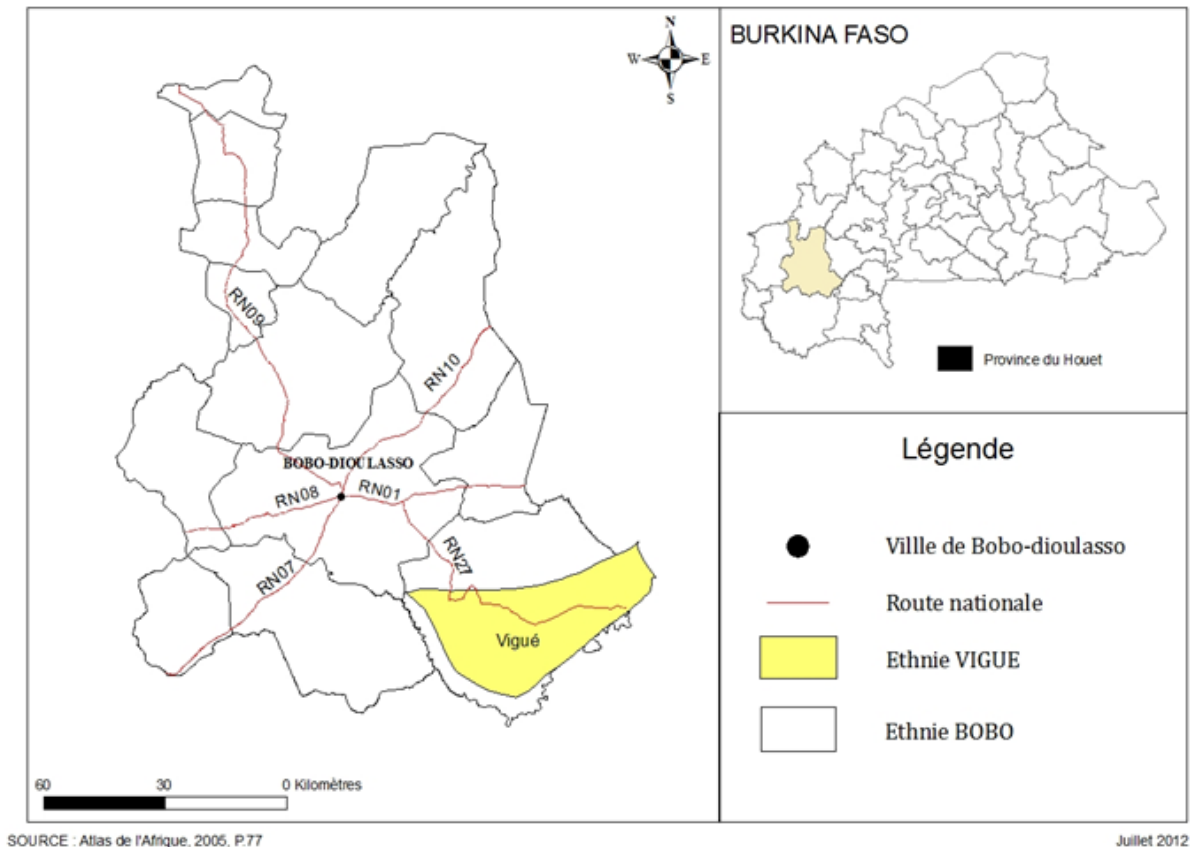 N
W E
S
BURKINA FASO
Province du Houet
RN09
RN10
BOBO-DIOULASSO
RN08
RN01
RN07
RN27
Vigué
60 30 0 Kilomètres
Légende
Villle de Bobo-dioulasso
Route nationale
Ethnie VIGUE
Ethnie BOBO
SOURCE : Atlas de l'Afrique, 2005, P.77
Juillet 2012